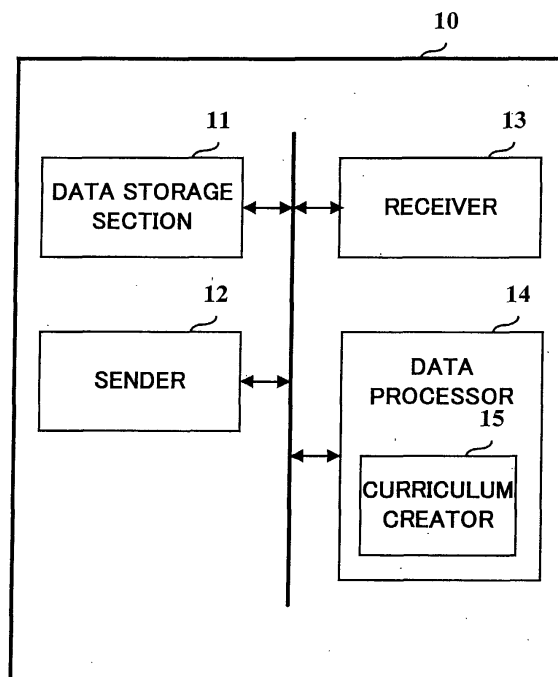 10
11
DATA STORAGE
SECTION
13
RECEIVER
12
SENDER
14
DATA
PROCESSOR
15
CURRICULUM
CREATOR